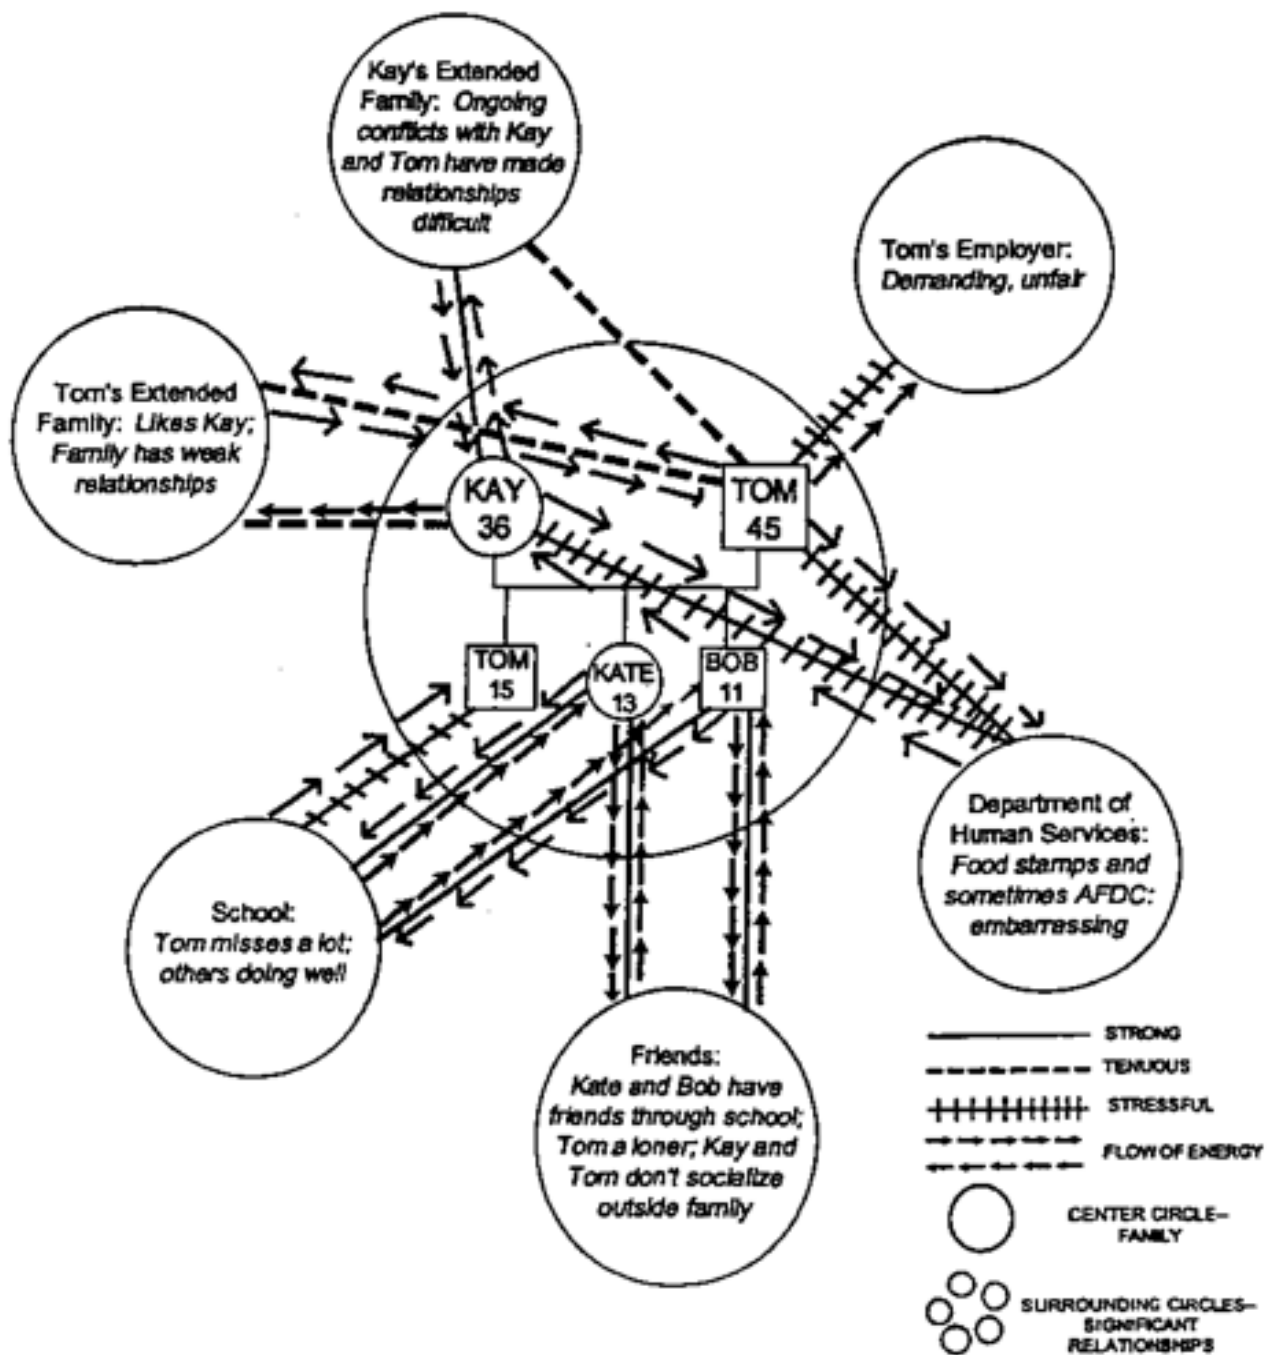 Kay's Extended
Family: Ongoing
conflicts with Kay
and Tom have made
relationships
difficult
Tom's Employer:
Demanding, unfair
Tom's Extended
Family: Likes Kay;
Family has weak
relationships
KAY
36
TOM
45
TOM
15
KATE
13
BOB
11
School:
Tom misses a lot;
others doing well
Department of
Human Services:
Food stamps and
sometimes AFDC:
embarrassing
Friends:
Kate and Bob have
friends through school;
Tom a loner; Kay and
Tom don't socialize
outside family
STRONG
TENUOUS
STRESSFUL
FLOW OF ENERGY
CENTER CIRCLE–
FAMILY
SURROUNDING CIRCLES–
SIGNIFICANT
RELATIONSHIPS